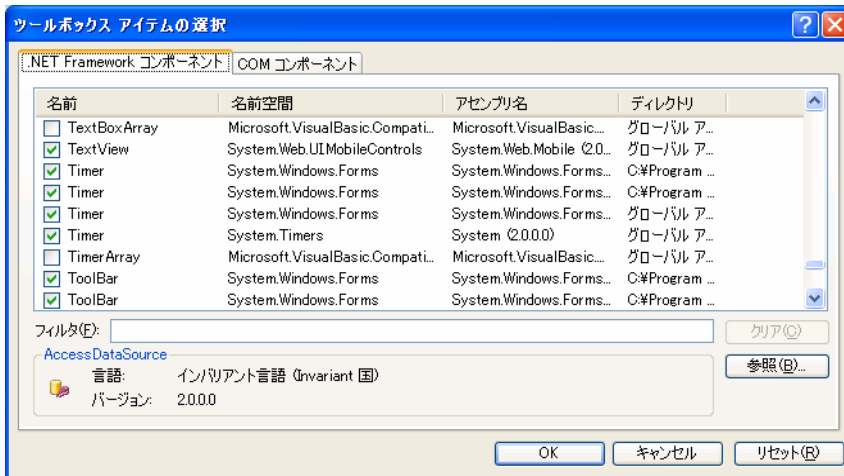 ツールボックス アイテムの選択
.NET Framework コンポーネント COM コンポーネント
名前 名前空間 アセンブリ名 ディレクトリ
TextBoxArray Microsoft.VisualBasic.Compati... Microsoft.VisualBasic.... グローバル ア...
TextView System.Web.UIMobileControls System.Web.Mobile (2.0... グローバル ア...
Timer System.Windows.Forms System.Windows.Forms... C:¥Program ...
Timer System.Windows.Forms System.Windows.Forms... C:¥Program ...
Timer System.Windows.Forms System.Windows.Forms... グローバル ア...
Timer System.Timers System (2.0.0.0) グローバル ア...
TimerArray Microsoft.VisualBasic.Compati... Microsoft.VisualBasic.... グローバル ア...
ToolBar System.Windows.Forms System.Windows.Forms... C:¥Program ...
ToolBar System.Windows.Forms System.Windows.Forms... C:¥Program ...
フィルタ(F): クリア(C)
AccessDataSource 参照(B)...
言語: インバリアント言語 (Invariant 国)
バージョン: 2.0.0.0
OK キャンセル リセット(R)